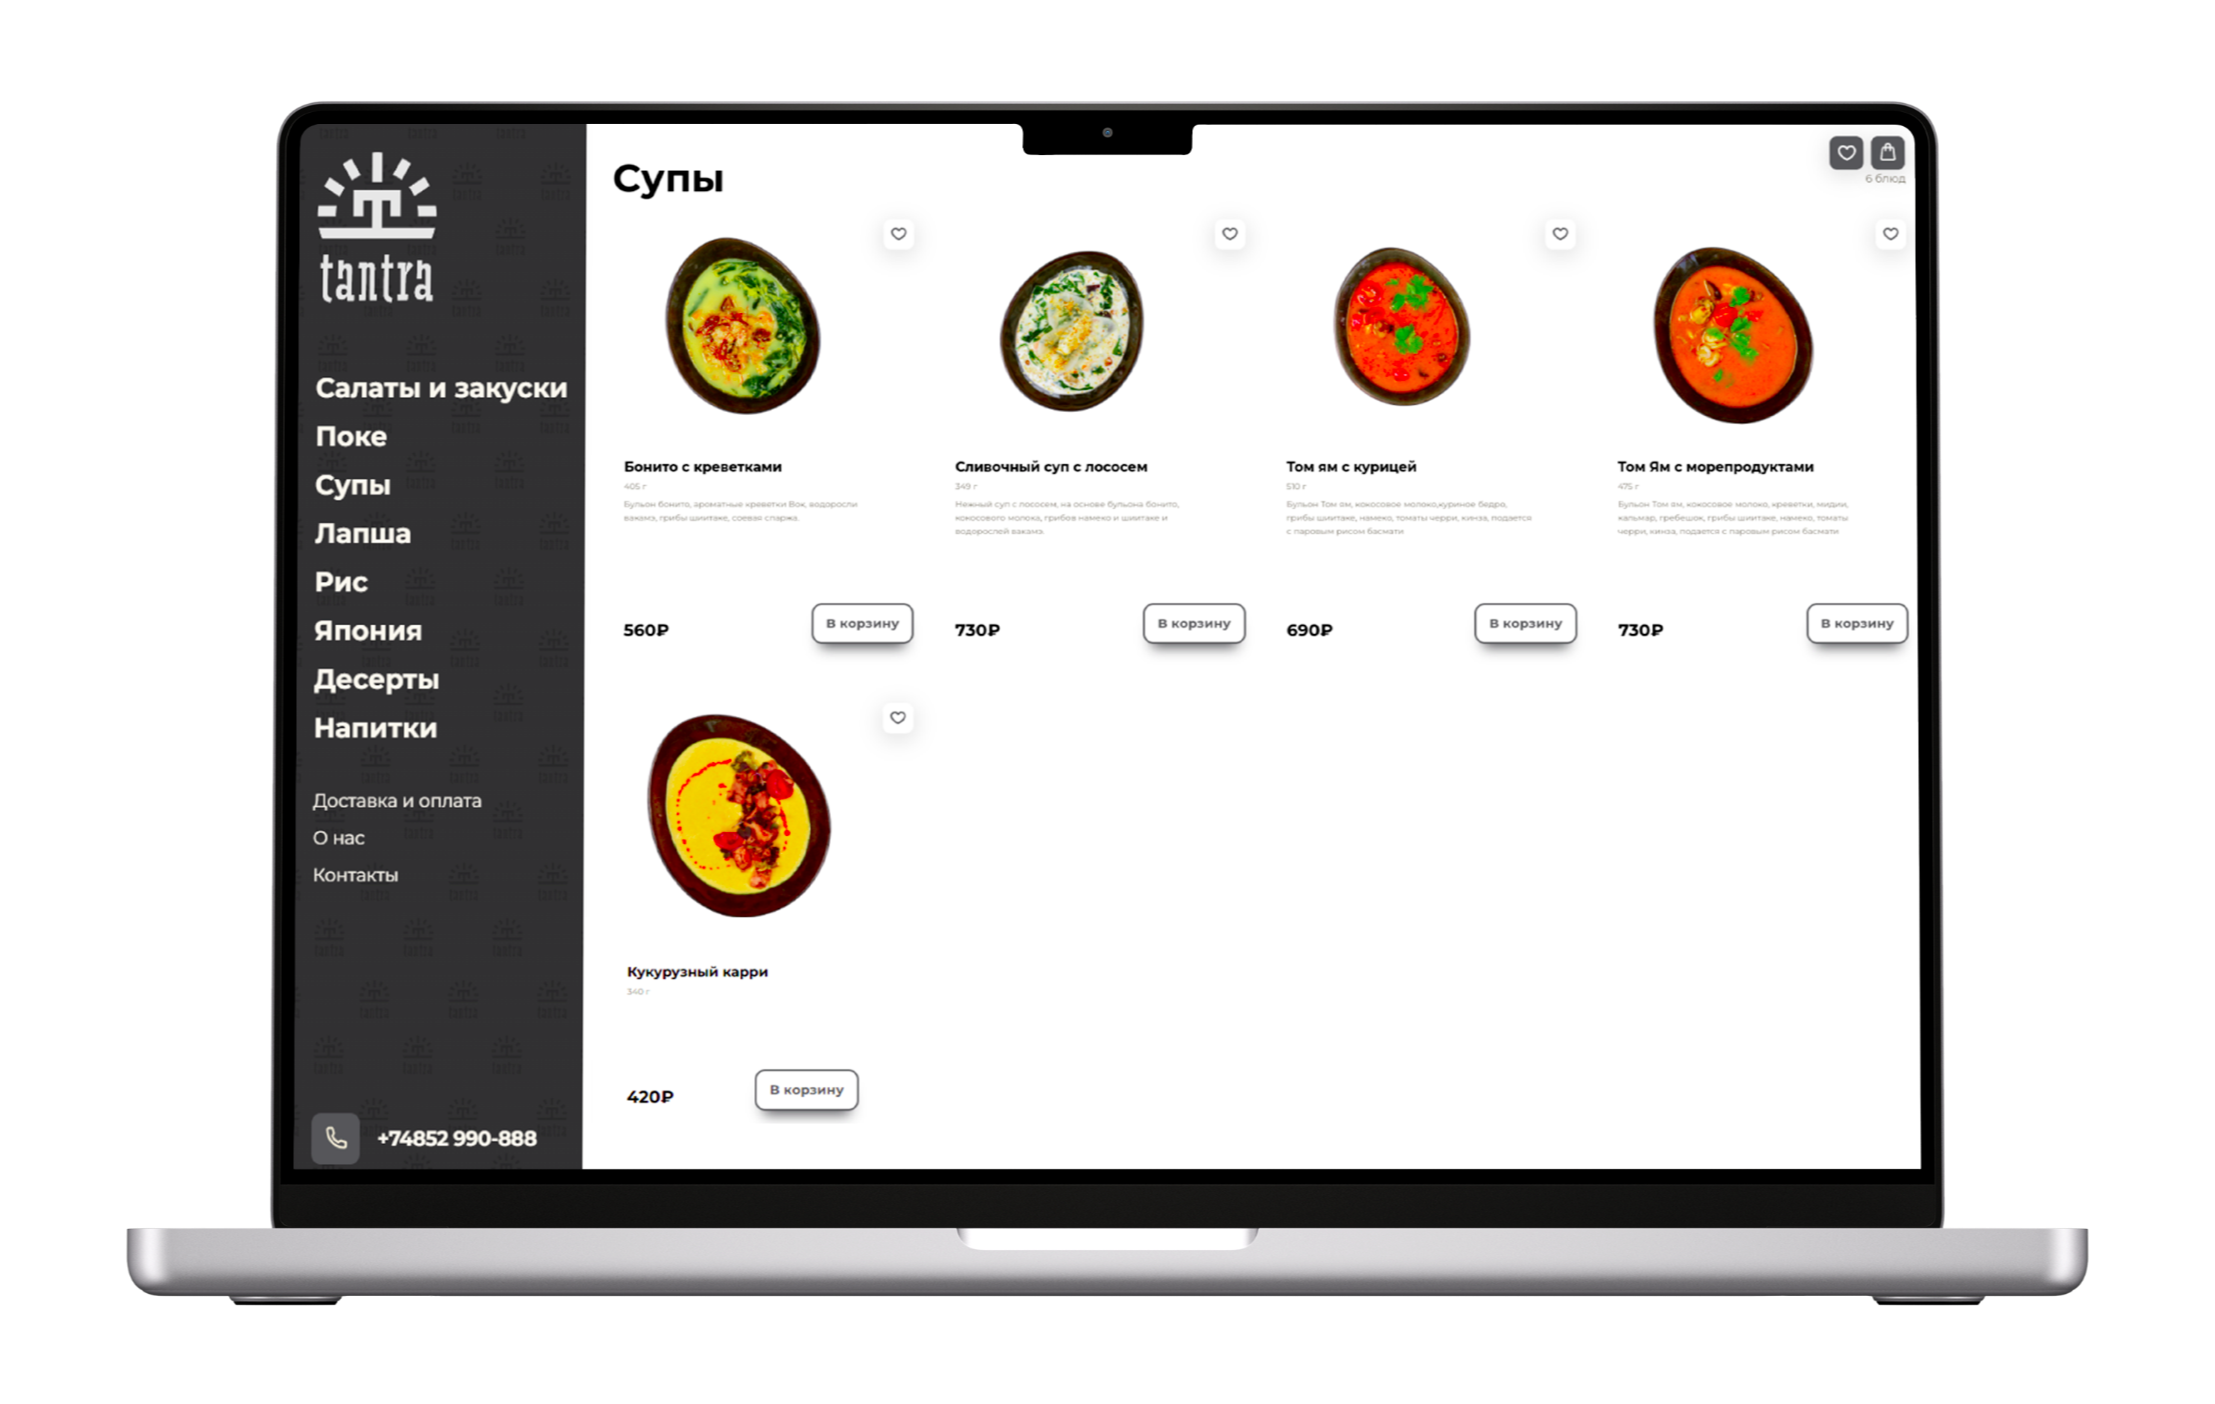 tantra
Салаты и закуски
Поке
Супы
Лапша
Рис
Япония
Десерты
Напитки
Доставка и оплата
О нас
Контакты
+74852 990-888
Супы
6 блюд
Бонито с креветками
405 г
Бульон бонито, ароматные креветки Вок, водоросли
вакамэ, грибы шиитаке, соевая спаржа.
560₽
В корзину
Сливочный суп с лососем
349 г
Нежный суп с лососем, на основе бульона бонито,
кокосового молока, грибов намеко и шиитаке и
водорослей вакамэ.
730₽
В корзину
Том ям с курицей
510 г
Бульон Том ям, кокосовое молоко,куриное бедро,
грибы шиитаке, намеко, томаты черри, кинза, подается
с паровым рисом басмати
690₽
В корзину
Том Ям с морепродуктами
475 г
Бульон Том ям, кокосовое молоко, креветки, мидии,
кальмар, гребешок, грибы шиитаке, намеко, томаты
черри, кинза, подается с паровым рисом басмати
730₽
В корзину
Кукурузный карри
340 г
420₽
В корзину